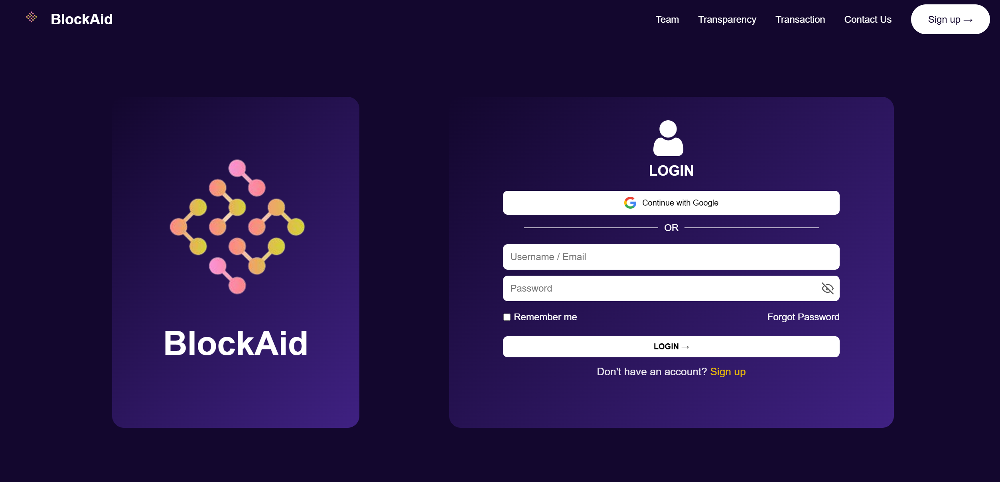 BlockAid
Team Transparency Transaction Contact Us Sign up →
BlockAid
LOGIN
Continue with Google
OR
Username / Email
Password
Remember me Forgot Password
LOGIN →
Don't have an account? Sign up